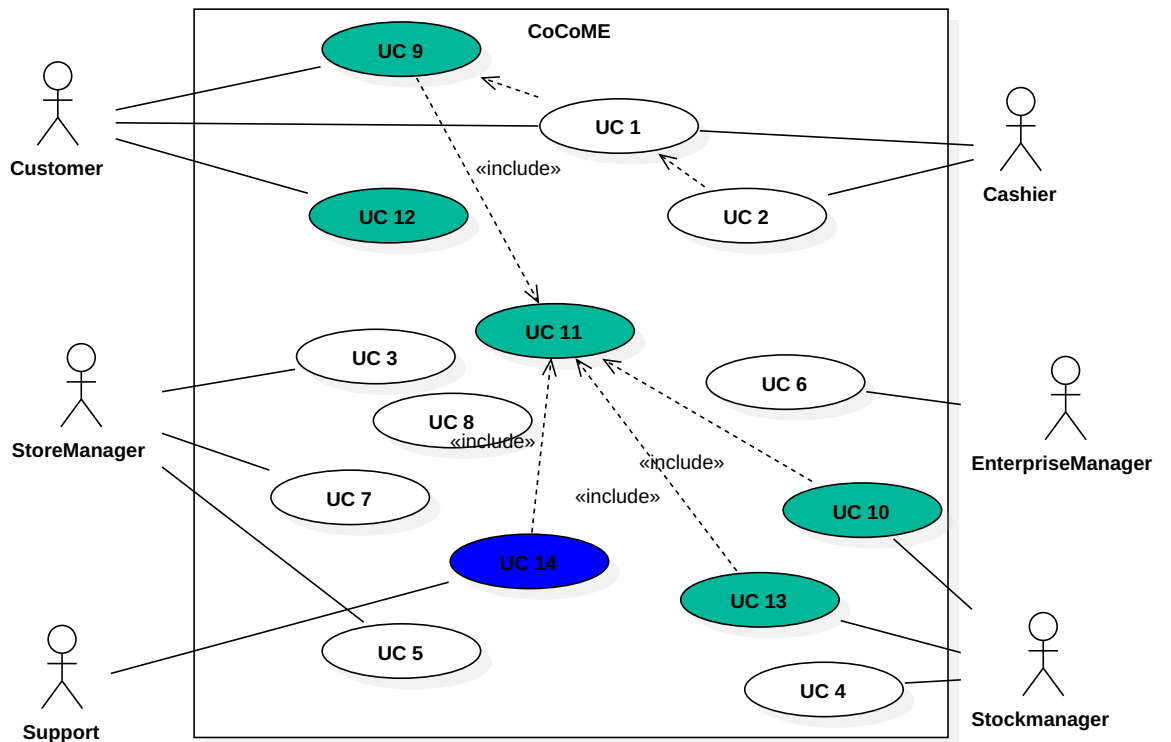 CoCoME
UC 9
UC 1
Customer
«include»
Cashier
UC 12
UC 2
UC 11
UC 3
UC 6
UC 8
«include»
StoreManager
«include»
EnterpriseManager
«include»
UC 7
UC 10
UC 14
UC 13
UC 5
UC 4
Support
Stockmanager